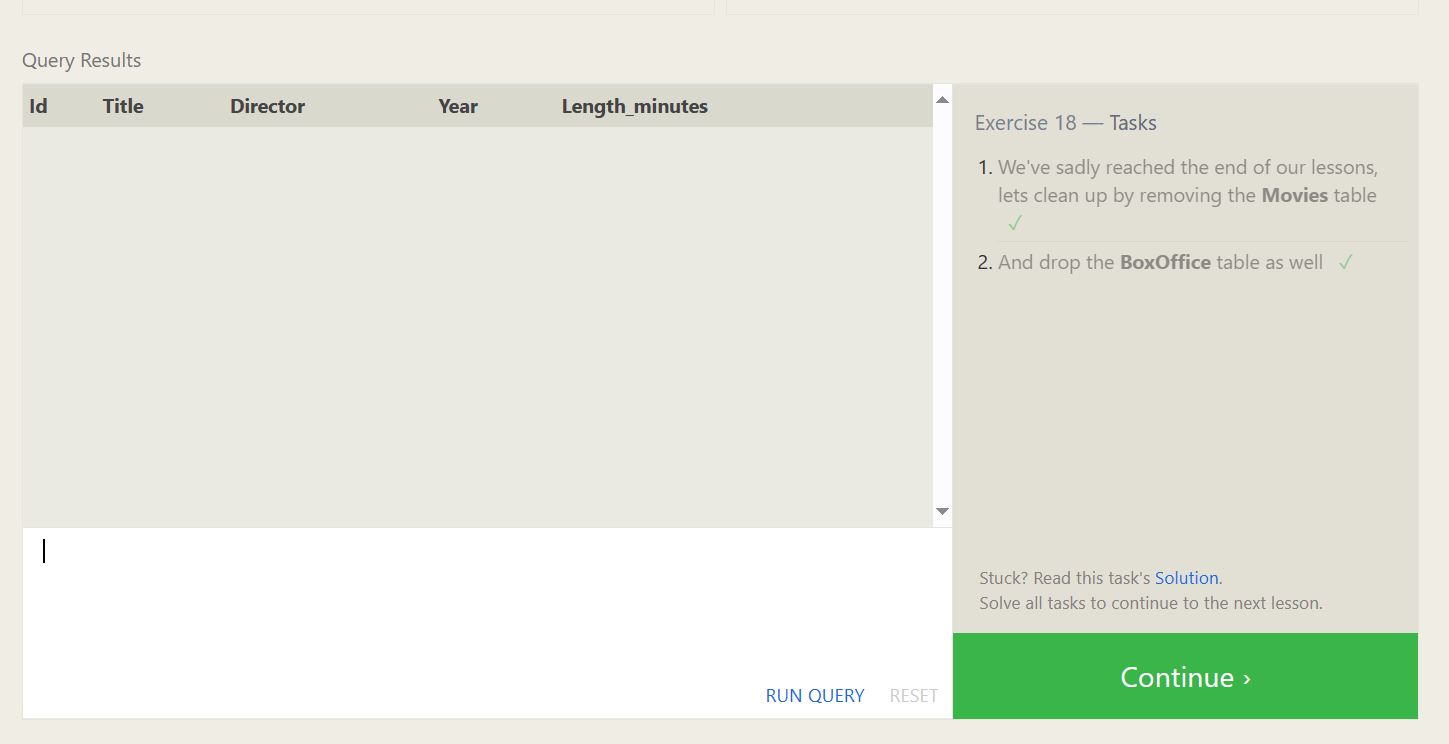 Query Results
Id Title Director Year Length_minutes
Exercise 18 — Tasks
1. We've sadly reached the end of our lessons,
lets clean up by removing the Movies table
✓
2. And drop the BoxOffice table as well ✓
Stuck? Read this task's Solution.
Solve all tasks to continue to the next lesson.
RUN QUERY RESET
Continue ›